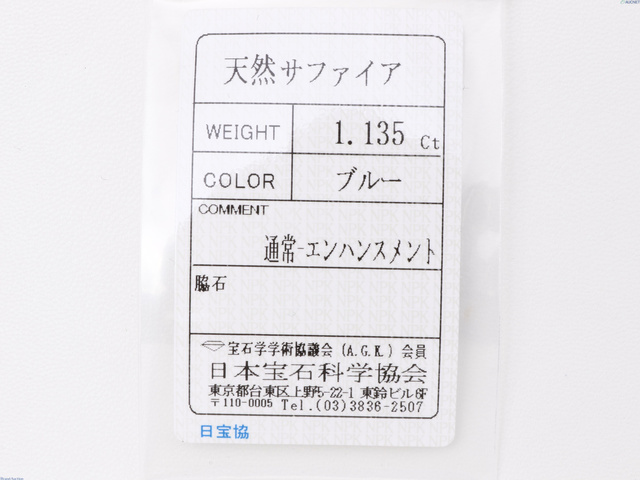 天然サファイア
WEIGHT 1.135 Ct
COLOR ブルー
COMMENT
通常-エンハンスメント
脇石
宝石学学術協議会(A.G.K.)会員
日本宝石科学協会
東京都台東区上野5-22-1 東鈴ビル6F
〒110-0005 Tel.(03)3836-2507
日宝協